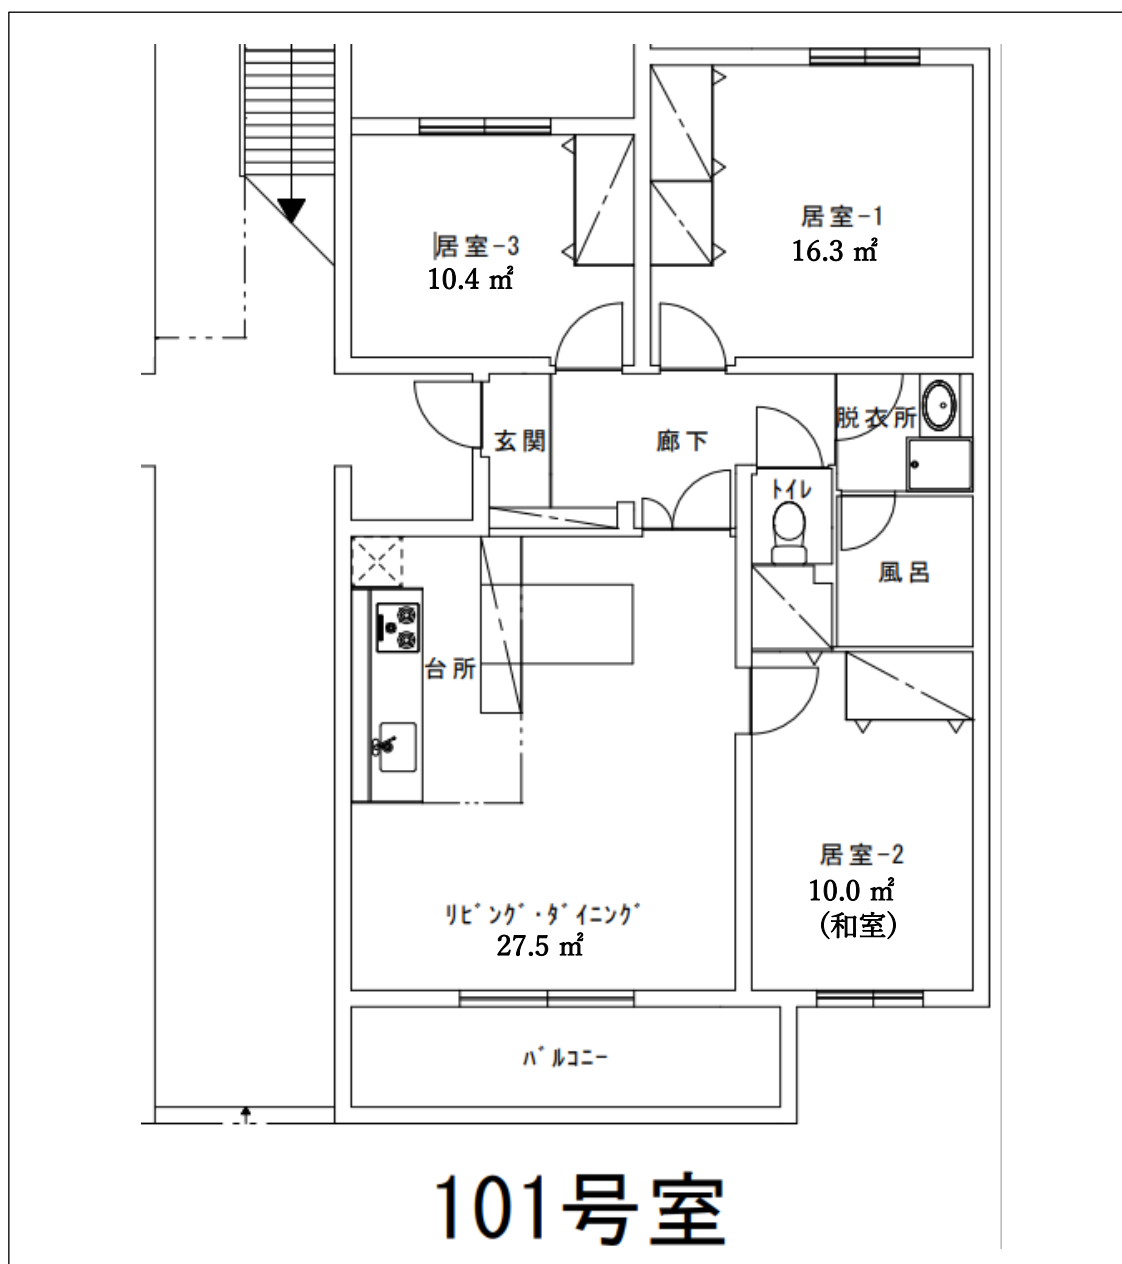 居室-1
16.3 ㎡
居室-3
10.4 ㎡
脱衣所
玄関
廊下
ﾄｲﾚ
風呂
台所
居室-2
10.0 ㎡
(和室)
ﾘﾋﾞﾝｸﾞ･ﾀﾞｲﾆﾝｸﾞ
27.5 ㎡
ﾊﾞﾙｺﾆｰ
101号室